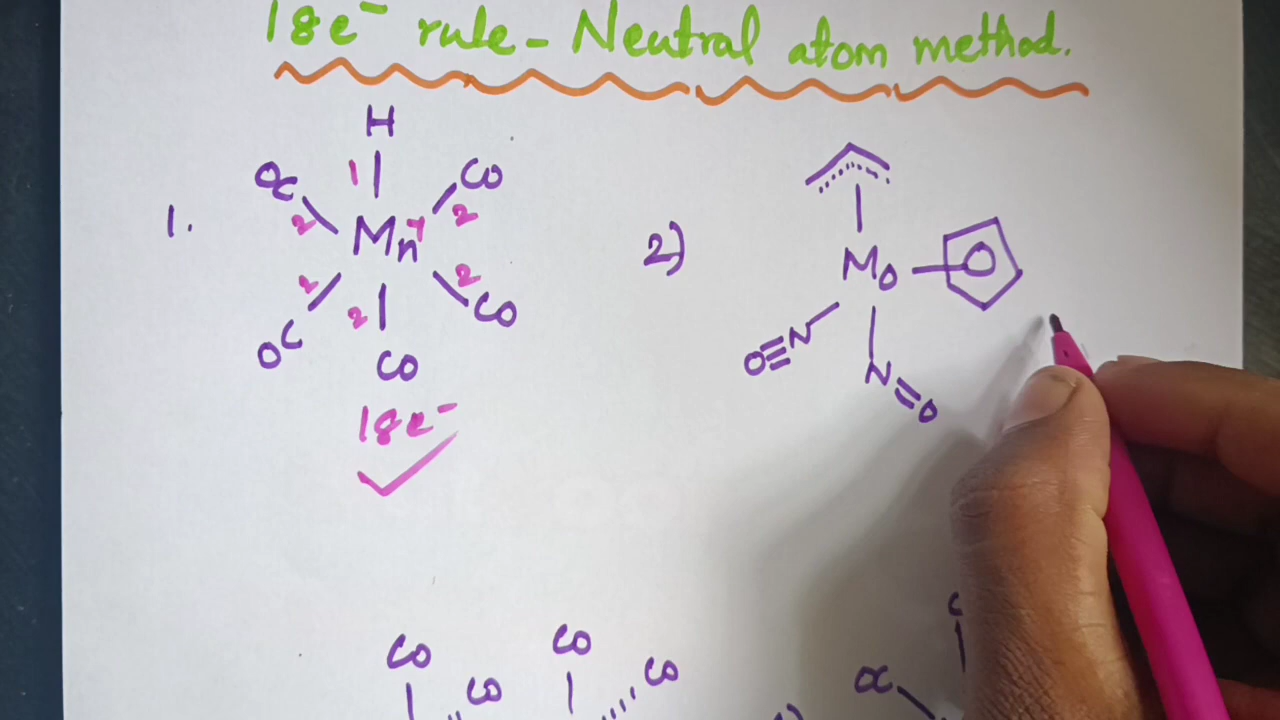 18e⁻ rule - Neutral atom method.
H
1
OC CO
2 2
1. Mn 7
2 2
OC CO
2
CO
18e⁻
2)
Mo
O≡N
N=O
CO CO
CO CO
OC